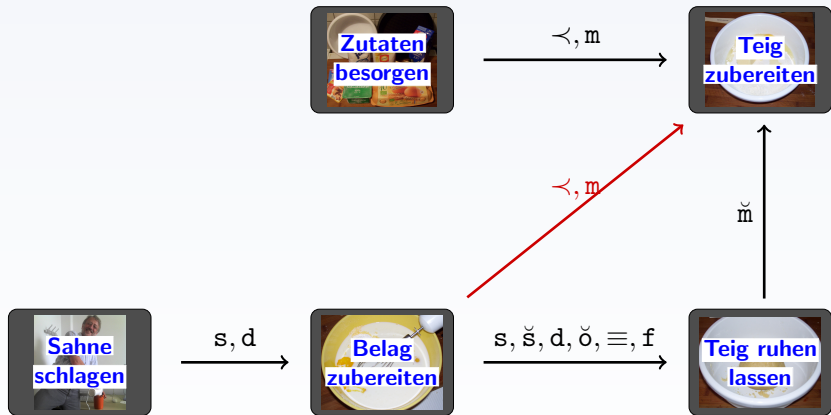 Zutaten
besorgen
≺, m
Teig
zubereiten
≺, m
m̆
Sahne
schlagen
s, d
Belag
zubereiten
s, s̆, d, ŏ, ≡, f
Teig ruhen
lassen